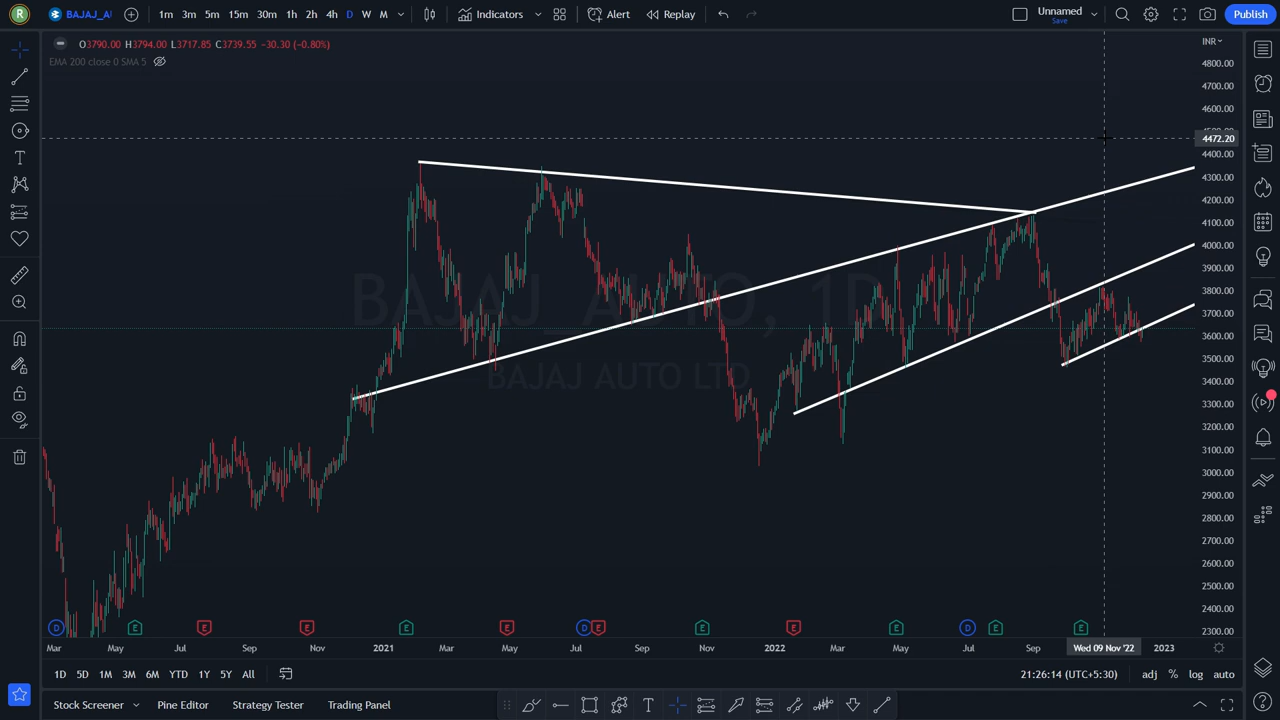 R BAJAJ_AU 1m 3m 5m 15m 30m 1h 2h 4h D W M Indicators Alert Replay Unnamed Save Publish
O3790.00 H3794.00 L3717.85 C3739.55 −30.30 (−0.80%)
EMA 200 close 0 SMA 5
INR
4800.00
4700.00
4600.00
4472.20
4400.00
4300.00
4200.00
4100.00
4000.00
3900.00
3800.00
3700.00
3600.00
3500.00
3400.00
3300.00
3200.00
3100.00
3000.00
2900.00
2800.00
2700.00
2600.00
2500.00
2400.00
2300.00
BAJAJ_AUTO, 1D
BAJAJ AUTO LTD
D E E E E E D E E E E D E E
Mar May Jul Sep Nov 2021 Mar May Jul Sep Nov 2022 Mar May Jul Sep Wed 09 Nov '22 2023
1D 5D 1M 3M 6M YTD 1Y 5Y All 21:26:14 (UTC+5:30) adj % log auto
Stock Screener Pine Editor Strategy Tester Trading Panel